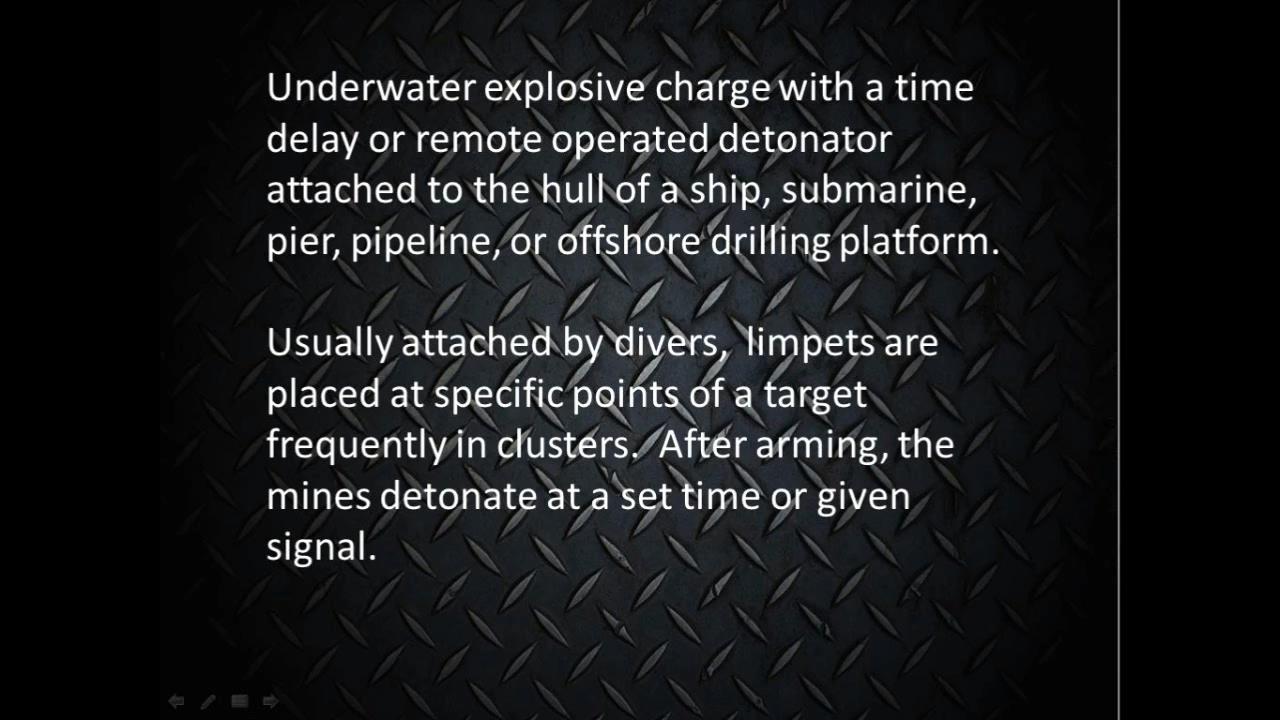 Underwater explosive charge with a time
delay or remote operated detonator
attached to the hull of a ship, submarine,
pier, pipeline, or offshore drilling platform.
Usually attached by divers,  limpets are
placed at specific points of a target
frequently in clusters.  After arming, the
mines detonate at a set time or given
signal.